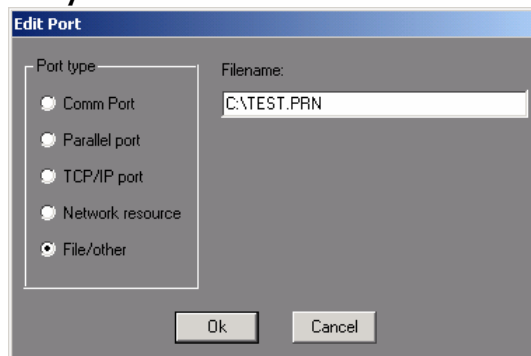 Edit Port
Port type
Filename:
Comm Port
C:\TEST.PRN
Parallel port
TCP/IP port
Network resource
File/other
Ok
Cancel